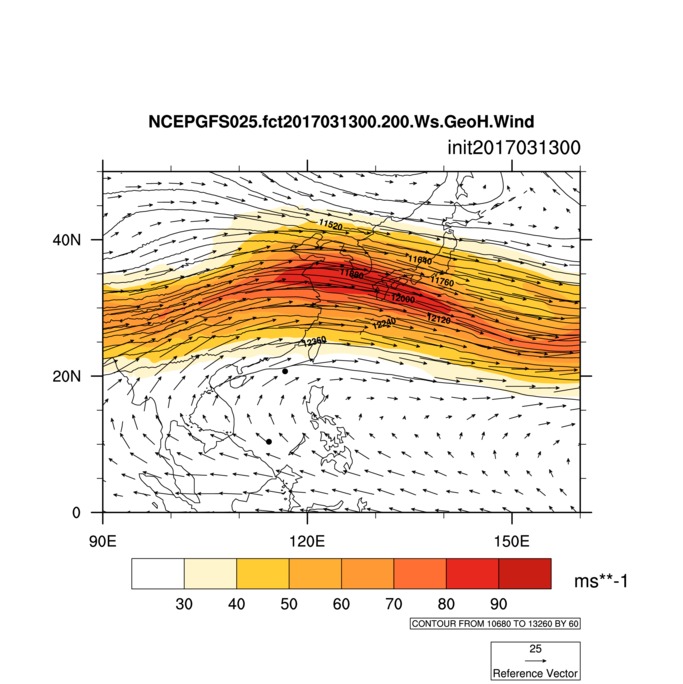 NCEPGFS025.fct2017031300.200.Ws.GeoH.Wind
init2017031300
11520
40N
11640
11880
11760
12000
12120
12240
12360
20N
0
90E 120E 150E
ms**-1
30 40 50 60 70 80 90
CONTOUR FROM 10680 TO 13260 BY 60
25
Reference Vector